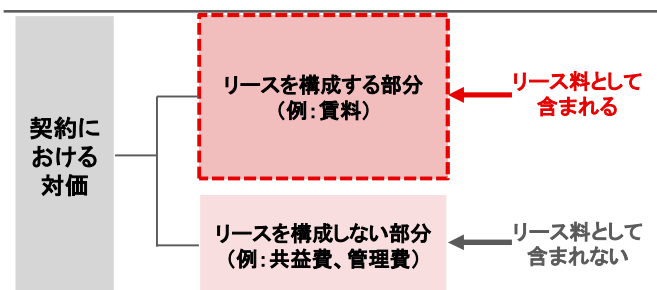 契約に
おける
対価
リースを構成する部分
（例：賃料）
リース料として
含まれる
リースを構成しない部分
（例：共益費、管理費）
リース料として
含まれない